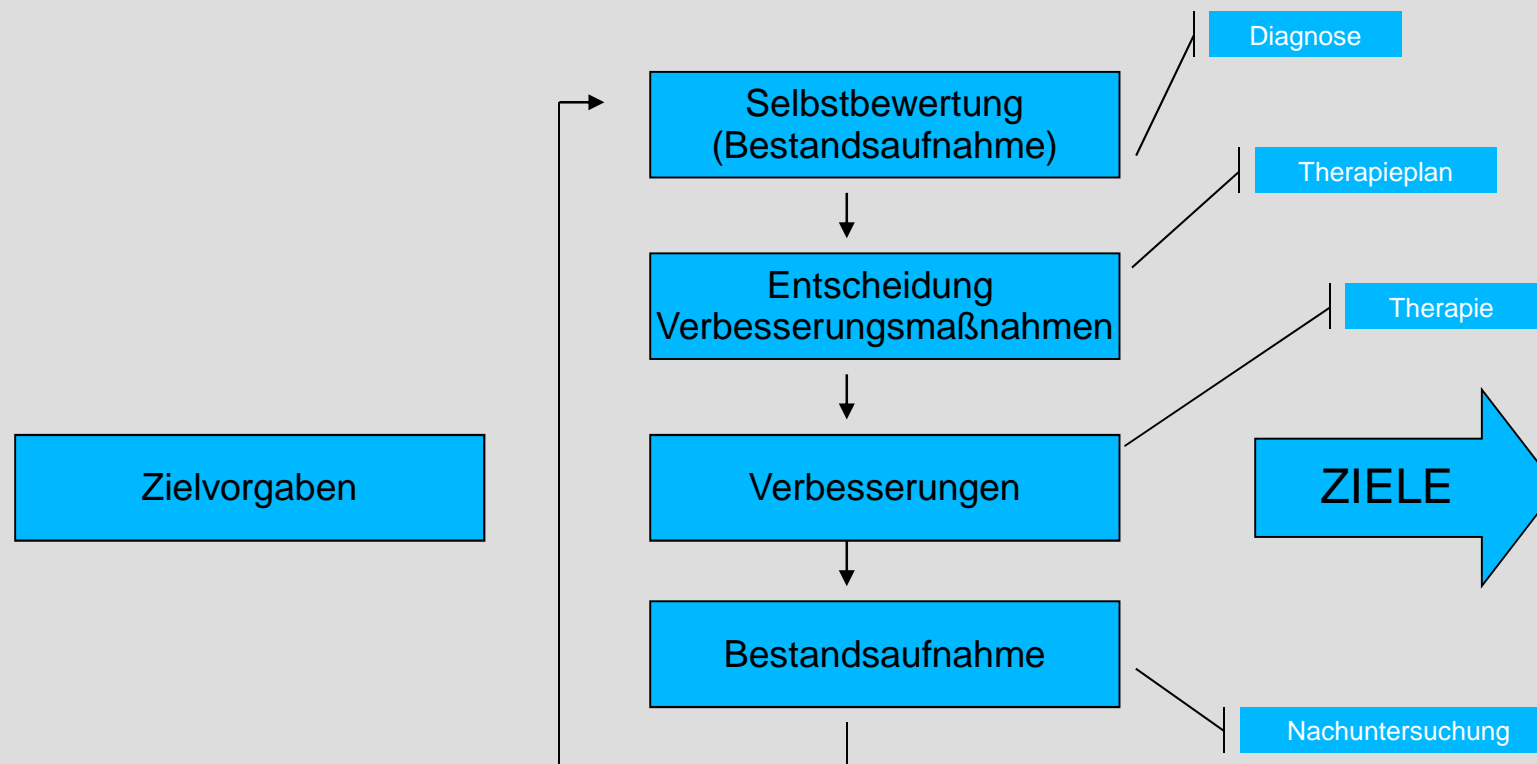 Diagnose
Selbstbewertung
(Bestandsaufnahme)
Therapieplan
Entscheidung
Verbesserungsmaßnahmen
Therapie
Zielvorgaben
Verbesserungen
ZIELE
Bestandsaufnahme
Nachuntersuchung